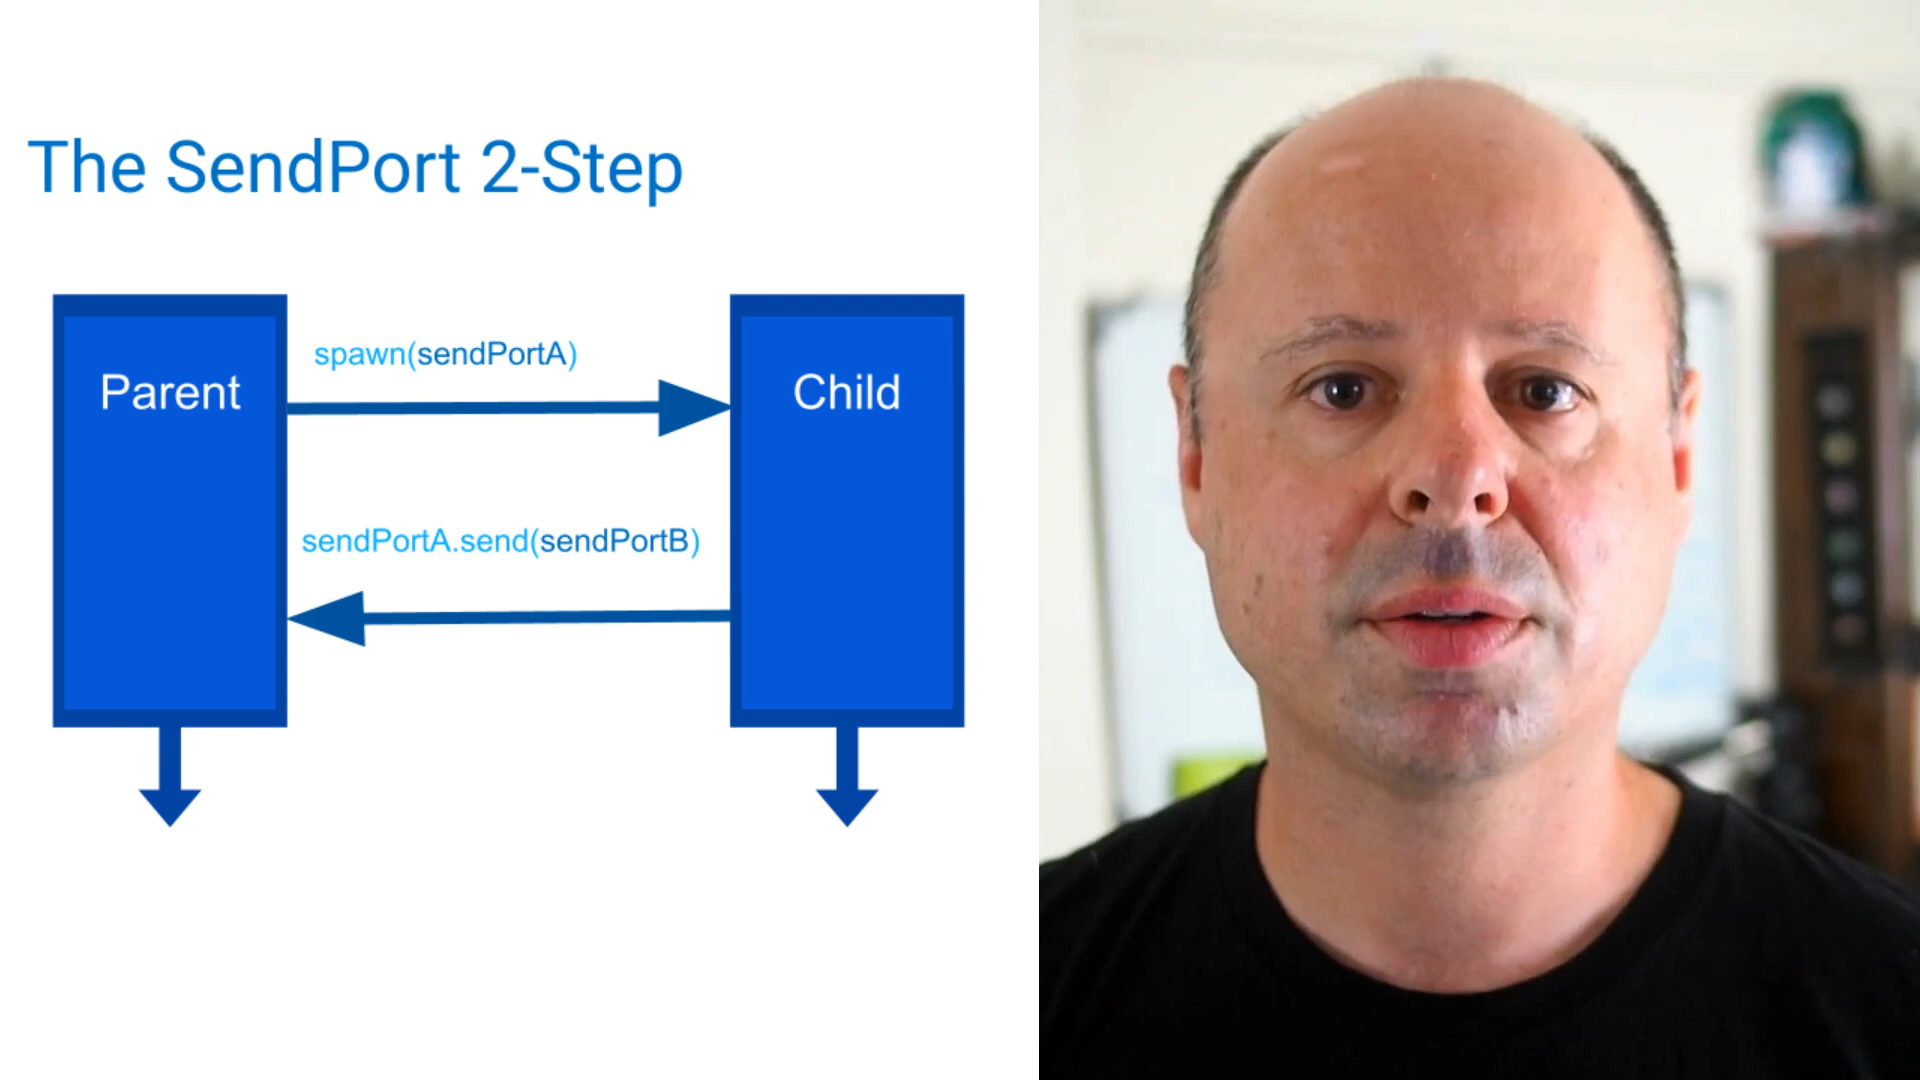 The SendPort 2-Step
spawn(sendPortA)
Parent
Child
sendPortA.send(sendPortB)